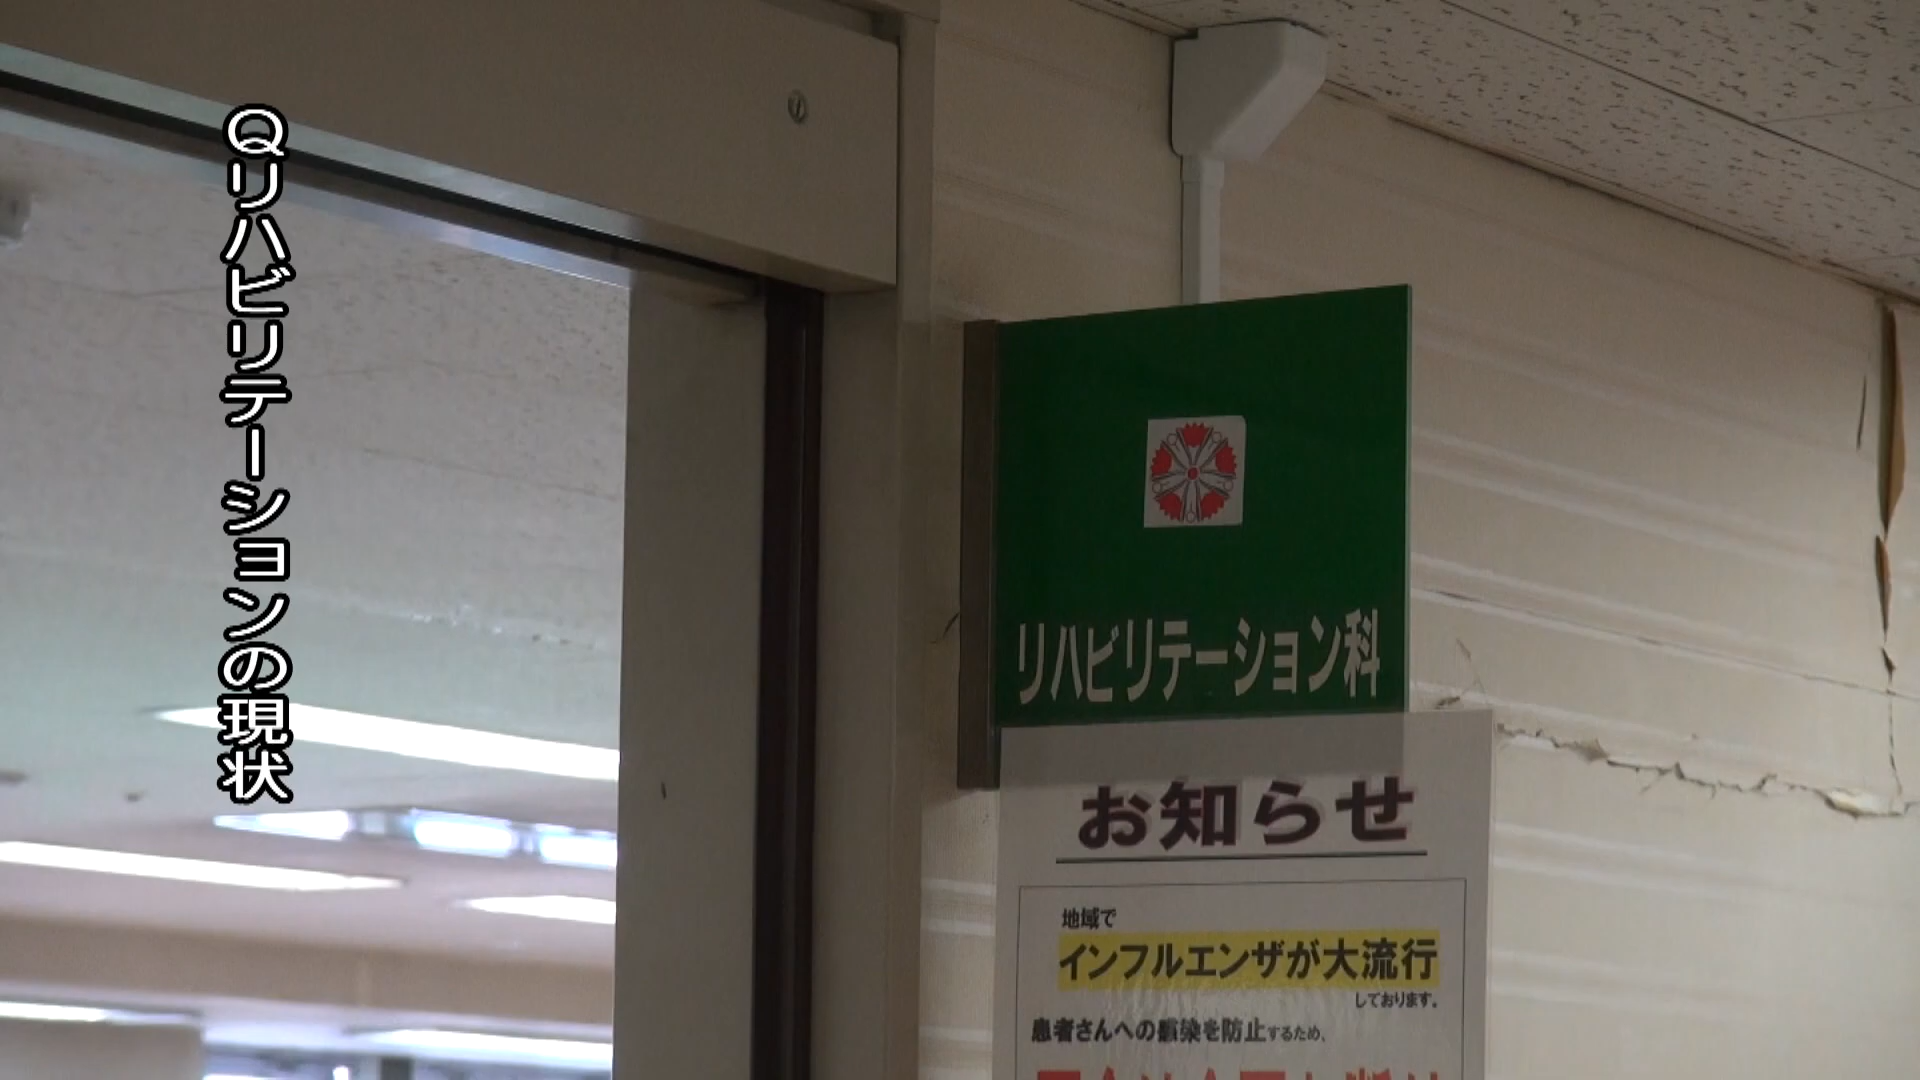 Qリハビリテーションの現状
リハビリテーション科
お知らせ
地域で
インフルエンザが大流行
しております。
患者さんへの感染を防止するため、